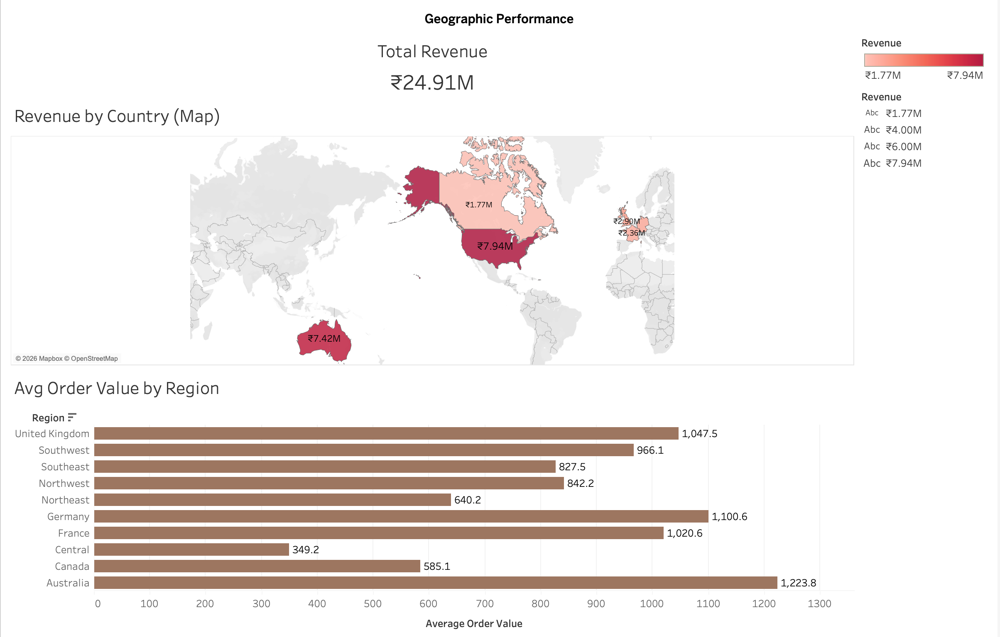 Geographic Performance
Total Revenue
₹24.91M
Revenue
₹1.77M ₹7.94M
Revenue
Abc ₹1.77M
Abc ₹4.00M
Abc ₹6.00M
Abc ₹7.94M
Revenue by Country (Map)
₹1.77M
₹2.90M
₹2.36M
₹7.94M
₹7.42M
© 2026 Mapbox © OpenStreetMap
Avg Order Value by Region
Region
United Kingdom 1,047.5
Southwest 966.1
Southeast 827.5
Northwest 842.2
Northeast 640.2
Germany 1,100.6
France 1,020.6
Central 349.2
Canada 585.1
Australia 1,223.8
0 100 200 300 400 500 600 700 800 900 1000 1100 1200 1300
Average Order Value